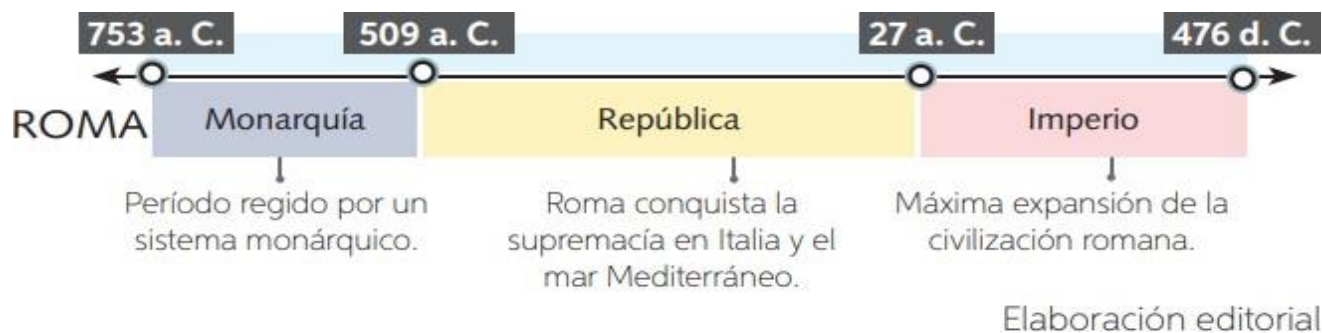 753 a. C.
509 a. C.
27 a. C.
476 d. C.
ROMA
Monarquía
República
Imperio
Período regido por un
sistema monárquico.
Roma conquista la
supremacía en Italia y el
mar Mediterráneo.
Máxima expansión de la
civilización romana.
Elaboración editorial